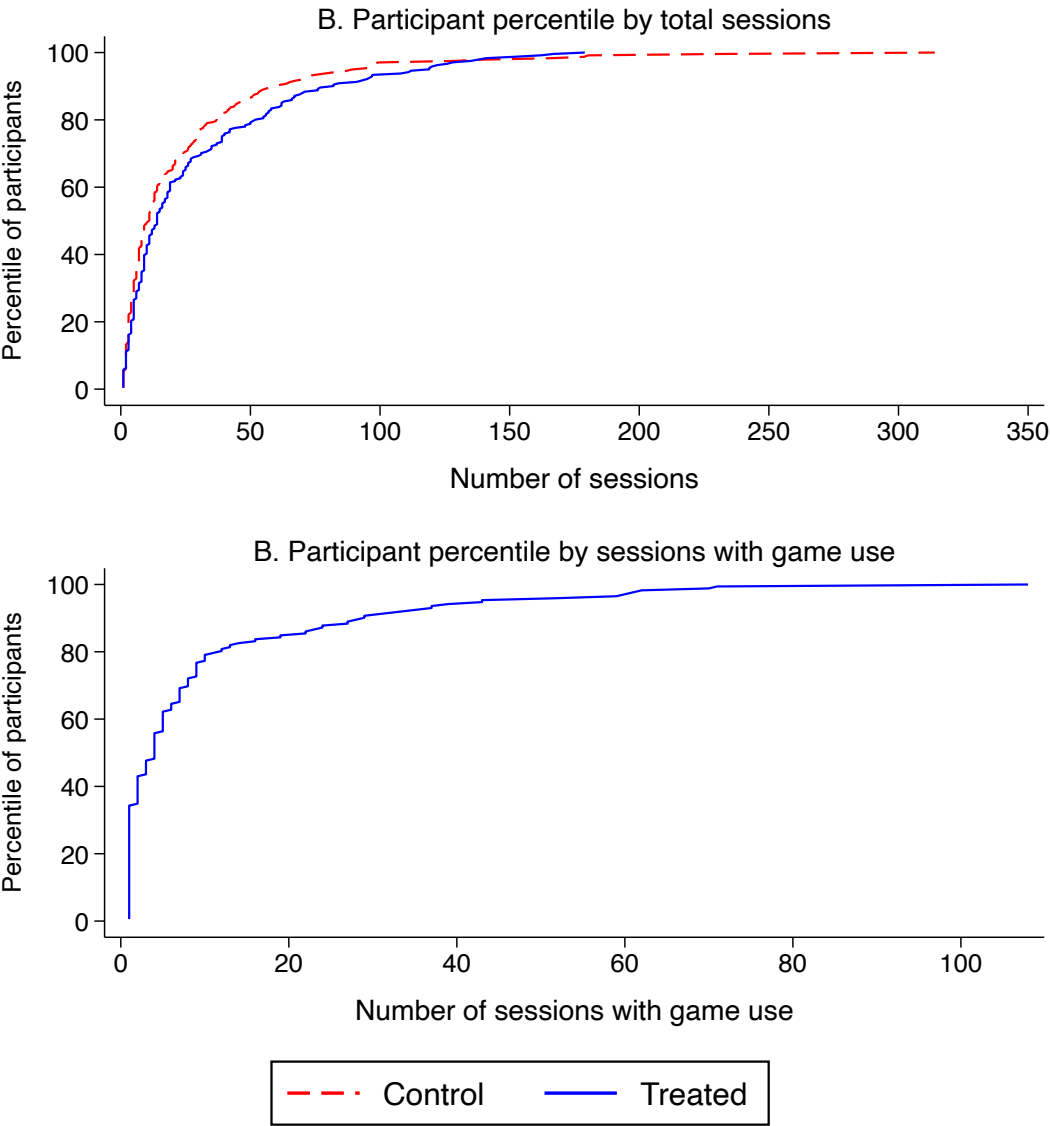 B. Participant percentile by total sessions
Percentile of participants
100
80
60
40
20
0
0 50 100 150 200 250 300 350
Number of sessions
B. Participant percentile by sessions with game use
Percentile of participants
100
80
60
40
20
0
0 20 40 60 80 100
Number of sessions with game use
Control Treated